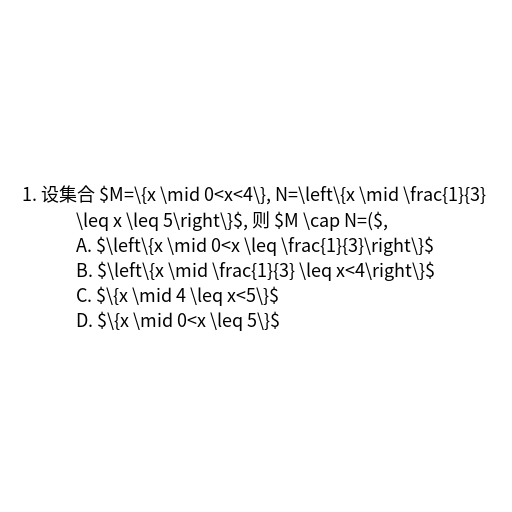 1. 设集合 $M=\{x \mid 0<x<4\}, N=\left\{x \mid \frac{1}{3}
\leq x \leq 5\right\}$, 则 $M \cap N=($,
A. $\left\{x \mid 0<x \leq \frac{1}{3}\right\}$
B. $\left\{x \mid \frac{1}{3} \leq x<4\right\}$
C. $\{x \mid 4 \leq x<5\}$
D. $\{x \mid 0<x \leq 5\}$